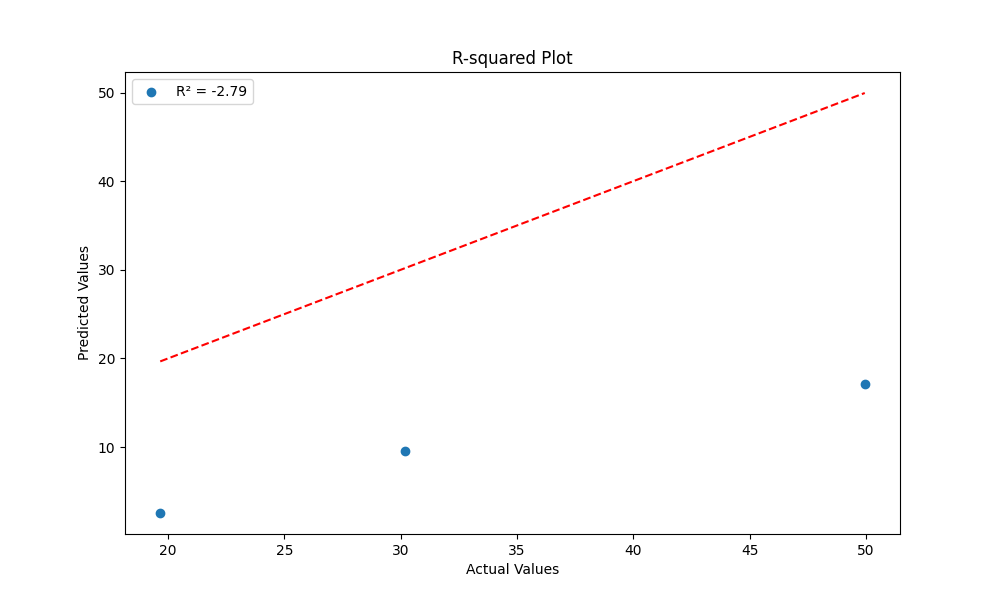 R-squared Plot
R² = -2.79
50
40
30
20
10
Predicted Values
20 25 30 35 40 45 50
Actual Values